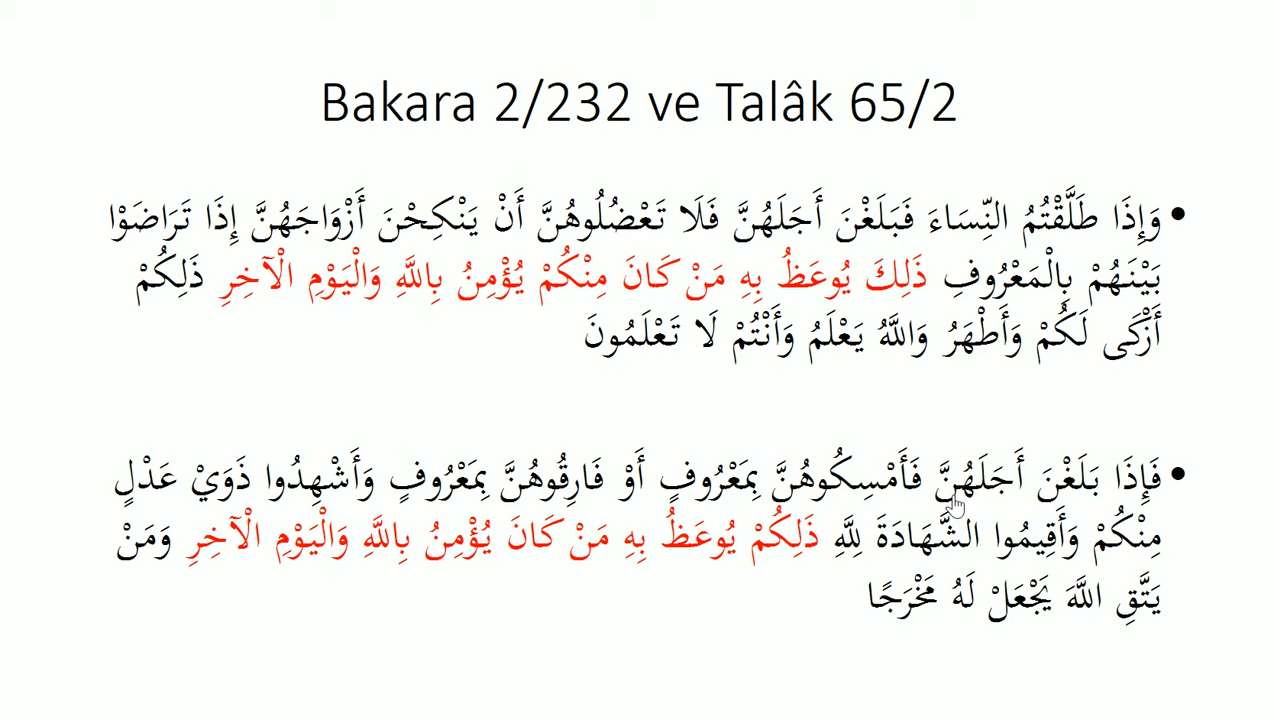 Bakara 2/232 ve Talâk 65/2
• وَإِذَا طَلَّقْتُمُ النِّسَاءَ فَبَلَغْنَ أَجَلَهُنَّ فَلَا تَعْضُلُوهُنَّ أَنْ يَنْكِحْنَ أَزْوَاجَهُنَّ إِذَا تَرَاضَوْا
بَيْنَهُمْ بِالْمَعْرُوفِ ذَلِكَ يُوعَظُ بِهِ مَنْ كَانَ مِنْكُمْ يُؤْمِنُ بِاللَّهِ وَالْيَوْمِ الْآخِرِ ذَلِكُمْ
أَزْكَى لَكُمْ وَأَطْهَرُ وَاللَّهُ يَعْلَمُ وَأَنْتُمْ لَا تَعْلَمُونَ
• فَإِذَا بَلَغْنَ أَجَلَهُنَّ فَأَمْسِكُوهُنَّ بِمَعْرُوفٍ أَوْ فَارِقُوهُنَّ بِمَعْرُوفٍ وَأَشْهِدُوا ذَوَيْ عَدْلٍ
مِنْكُمْ وَأَقِيمُوا الشَّهَادَةَ لِلَّهِ ذَلِكُمْ يُوعَظُ بِهِ مَنْ كَانَ يُؤْمِنُ بِاللَّهِ وَالْيَوْمِ الْآخِرِ وَمَنْ
يَتَّقِ اللَّهَ يَجْعَلْ لَهُ مَخْرَجًا